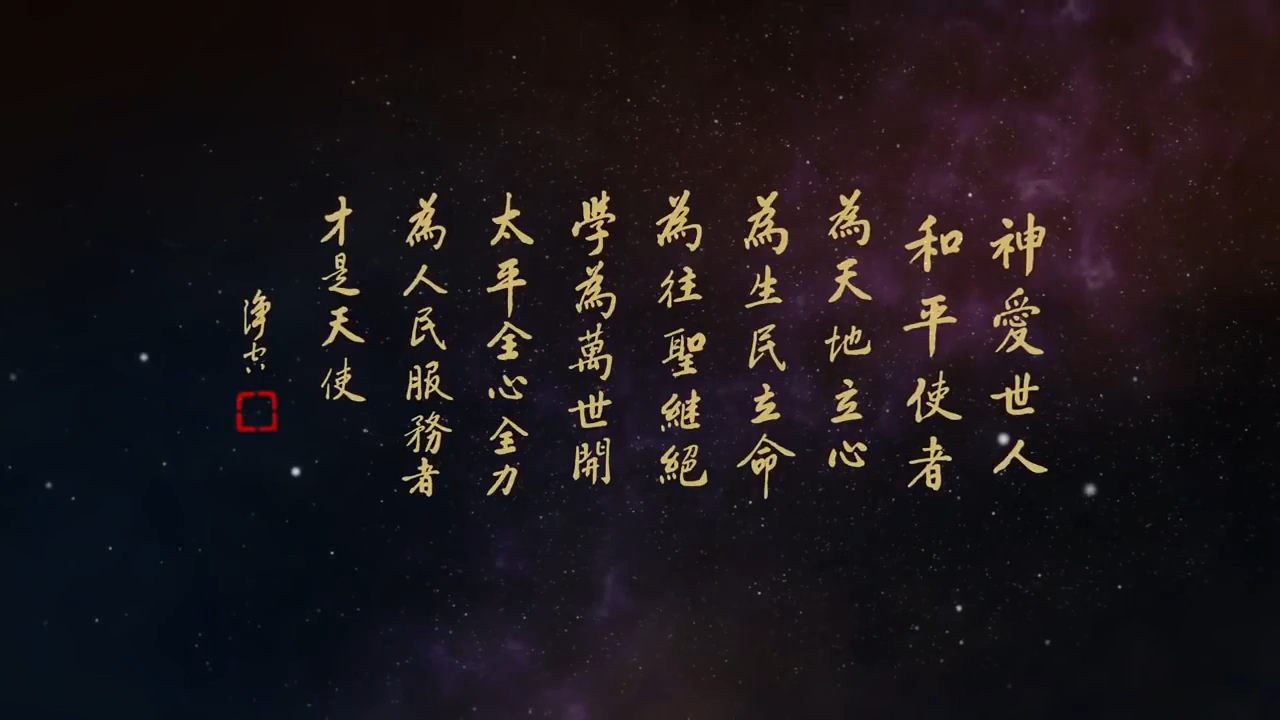 神愛世人
和平使者
為天地立心
為生民立命
為往聖継絕
學為萬世開
太平全心全力
為人民服務者
才是天使
淨空